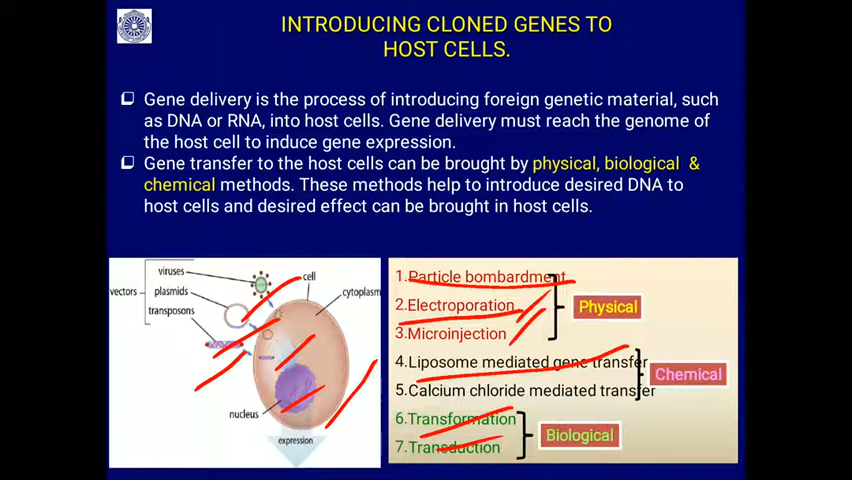 INTRODUCING CLONED GENES TO
HOST CELLS.
Gene delivery is the process of introducing foreign genetic material, such
as DNA or RNA, into host cells. Gene delivery must reach the genome of
the host cell to induce gene expression.
Gene transfer to the host cells can be brought by physical, biological &
chemical methods. These methods help to introduce desired DNA to
host cells and desired effect can be brought in host cells.
viruses
vectors
plasmids
transposons
cell
cytoplasm
nucleus
expression
1.Particle bombardment
2.Electroporation
3.Microinjection
Physical
4.Liposome mediated gene transfer
5.Calcium chloride mediated transfer
Chemical
6.Transformation
7.Transduction
Biological